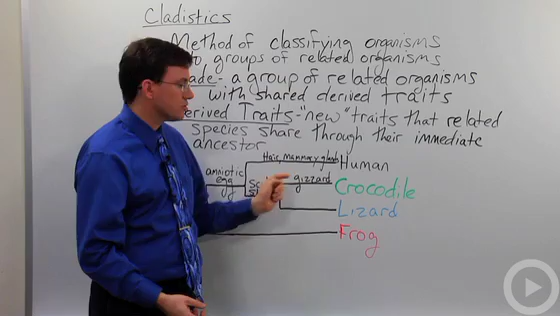 Cladistics
Method of classifying organisms
groups of related organisms
- a group of related organisms
with shared derived traits
Traits - "new" traits that related
Species share through their immediate
ancestor
Hair, mammary glands Human
amniotic
egg
gizzard Crocodile
Lizard
Frog